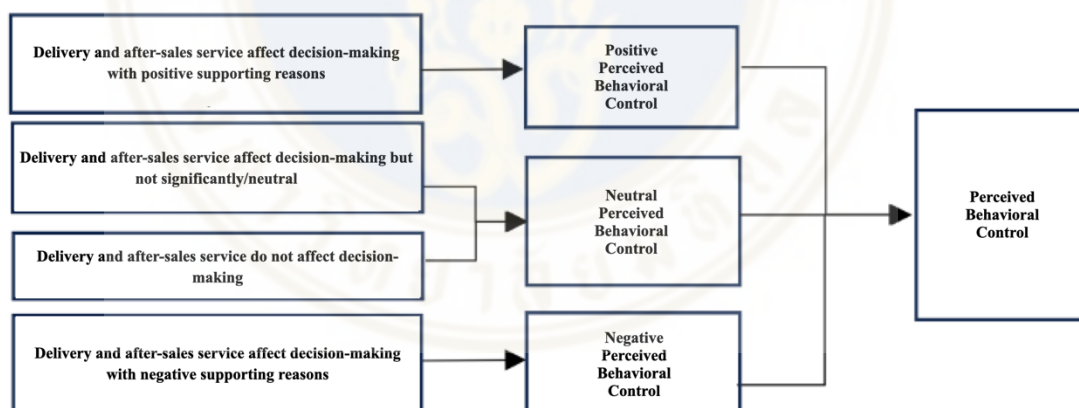 Delivery and after-sales service affect decision-making
with positive supporting reasons
Positive
Perceived
Behavioral
Control
Delivery and after-sales service affect decision-making but
not significantly/neutral
Neutral
Perceived
Behavioral
Control
Delivery and after-sales service do not affect decision-
making
Delivery and after-sales service affect decision-making
with negative supporting reasons
Negative
Perceived
Behavioral
Control
Perceived
Behavioral
Control